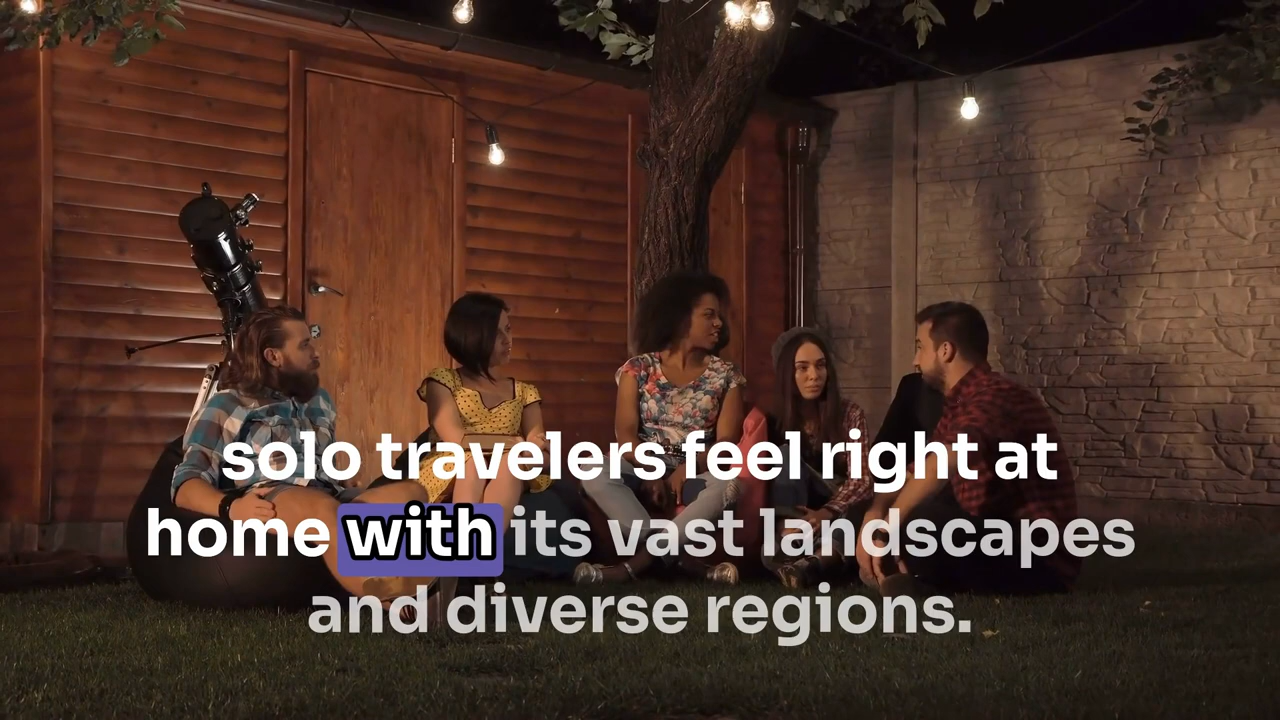 solo travelers feel right at
home with its vast landscapes
and diverse regions.